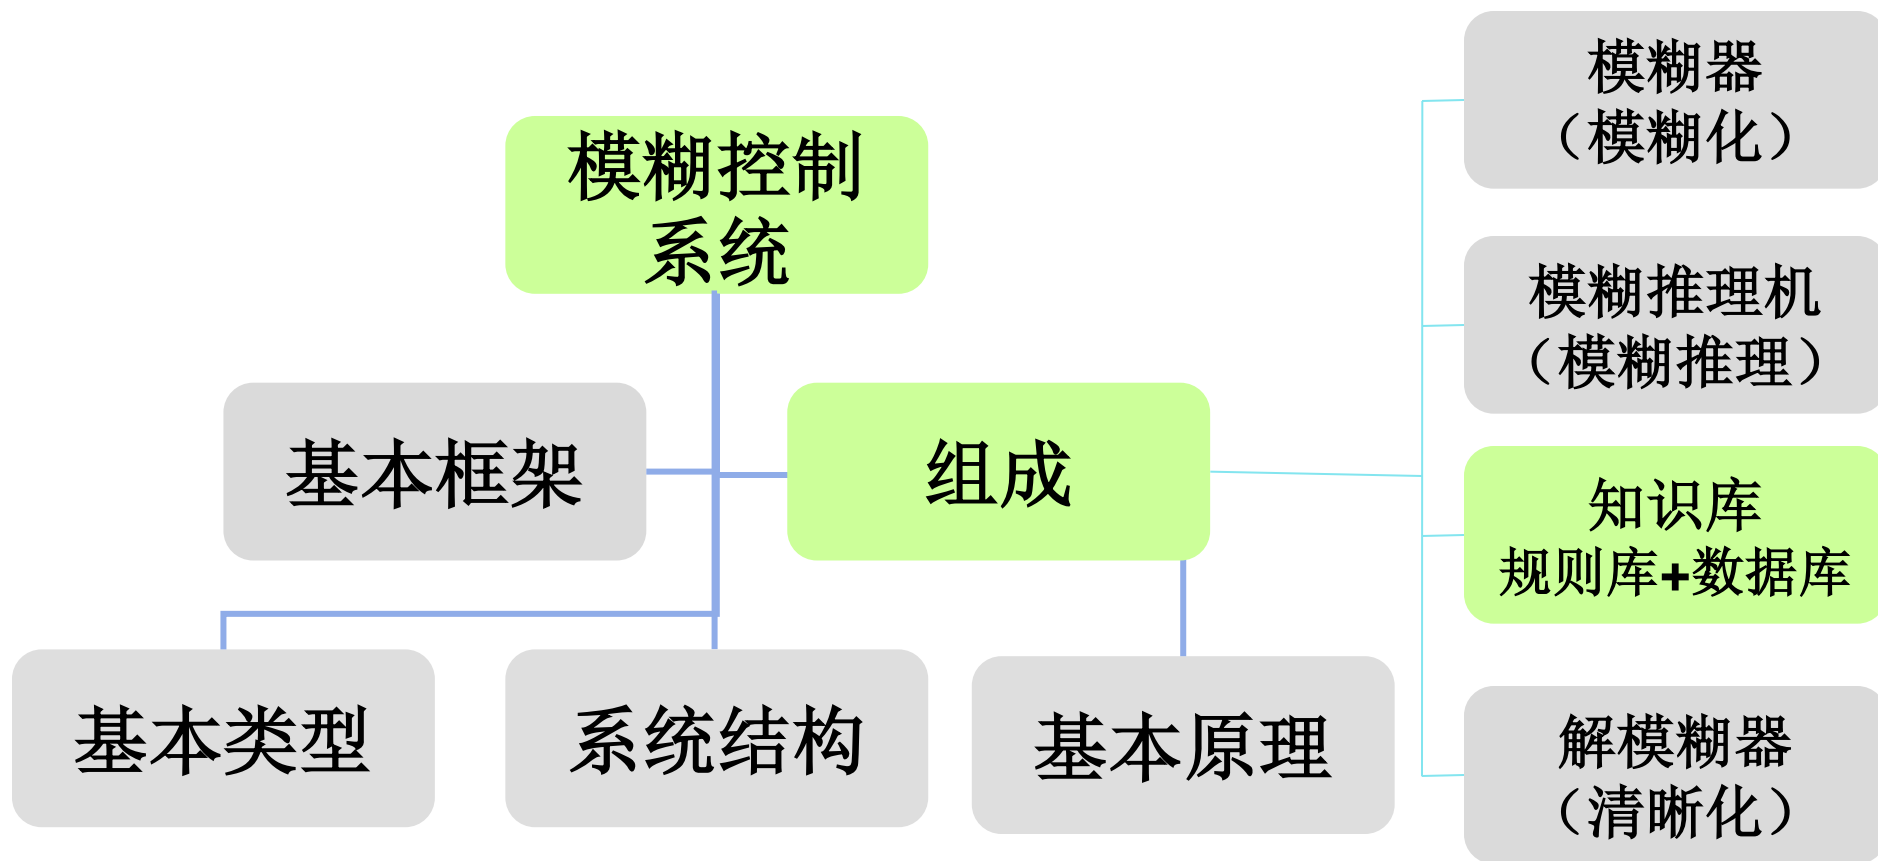 模糊控制
系统
基本框架
组成
基本类型
系统结构
基本原理
模糊器
（模糊化）
模糊推理机
（模糊推理）
知识库
规则库+数据库
解模糊器
（清晰化）